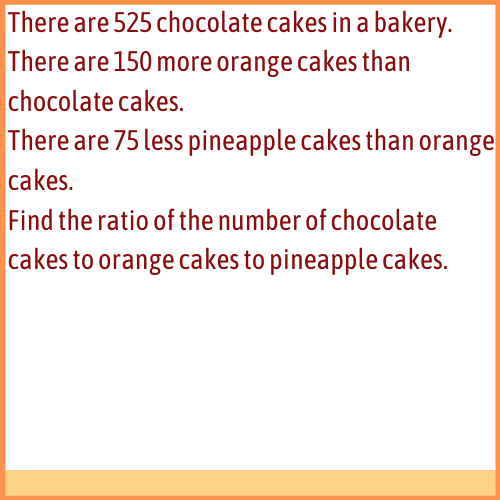 There are 525 chocolate cakes in a bakery.
There are 150 more orange cakes than
chocolate cakes.
There are 75 less pineapple cakes than orange
cakes.
Find the ratio of the number of chocolate
cakes to orange cakes to pineapple cakes.